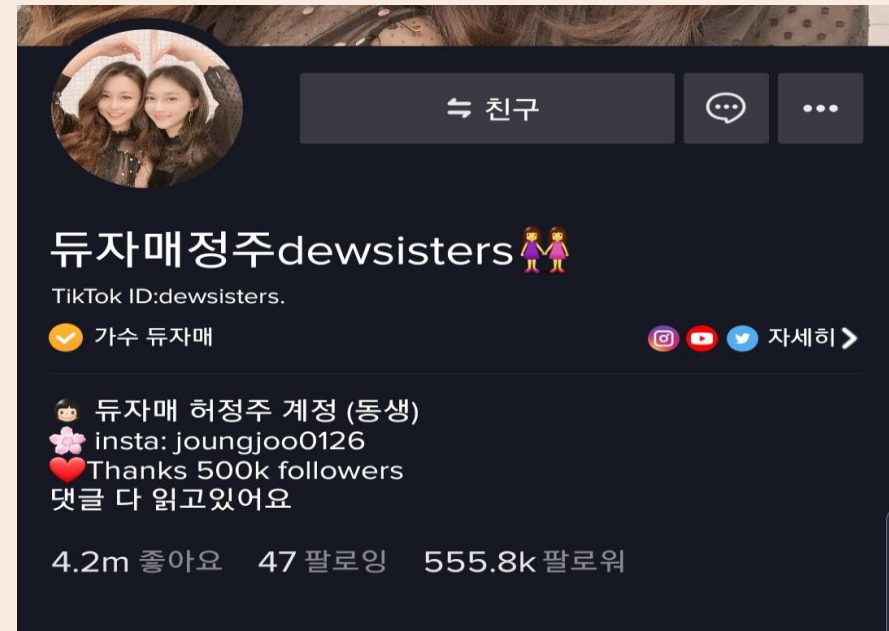 친구
듀자매정주dewsisters👭
TikTok ID:dewsisters.
가수 듀자매
자세히
듀자매 허정주 계정 (동생)
🌸 insta: joungjoo0126
❤️Thanks 500k followers
댓글 다 읽고있어요
4.2m 좋아요 47 팔로잉 555.8k 팔로워